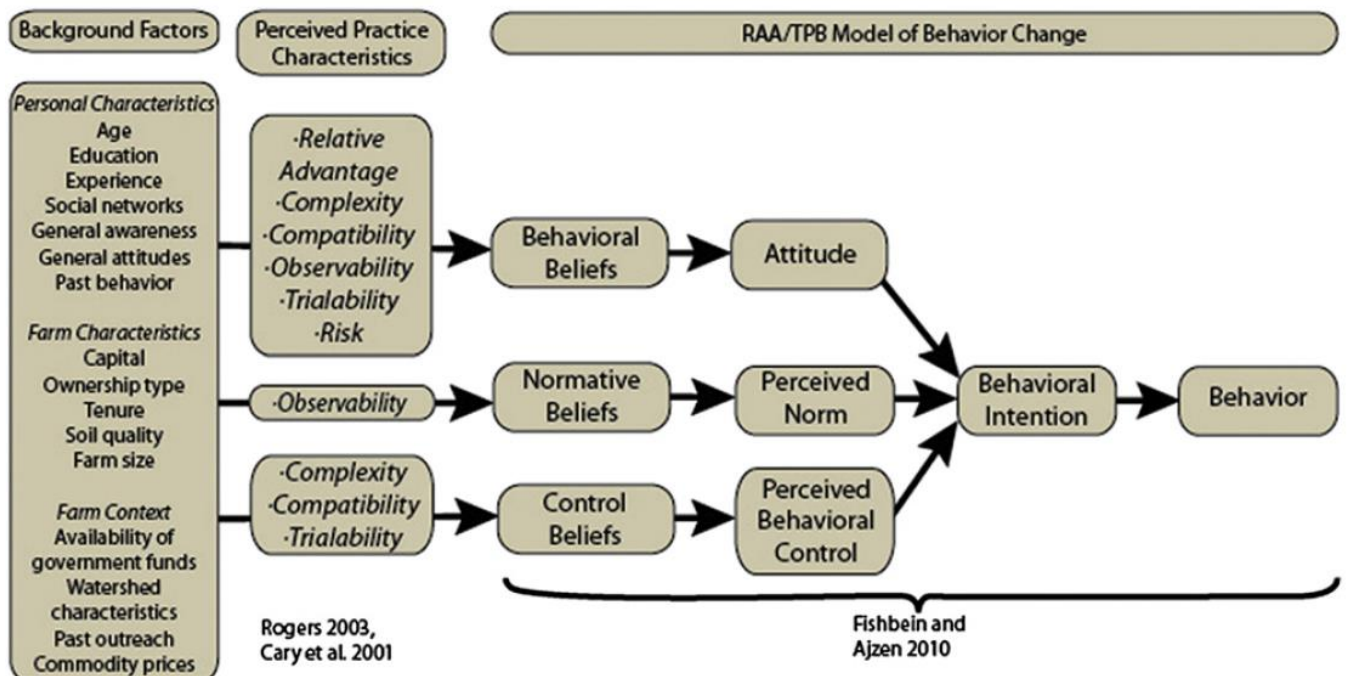 Background Factors
Perceived Practice
Characteristics
RAA/TPB Model of Behavior Change
Personal Characteristics
Age
Education
Experience
Social networks
General awareness
General attitudes
Past behavior
Farm Characteristics
Capital
Ownership type
Tenure
Soil quality
Farm size
Farm Context
Availability of
government funds
Watershed
characteristics
Past outreach
Commodity prices
·Relative
Advantage
·Complexity
·Compatibility
·Observability
·Trialability
·Risk
·Observability
·Complexity
·Compatibility
·Trialability
Rogers 2003,
Cary et al. 2001
Behavioral
Beliefs
Attitude
Normative
Beliefs
Perceived
Norm
Control
Beliefs
Perceived
Behavioral
Control
Behavioral
Intention
Behavior
Fishbein and
Ajzen 2010